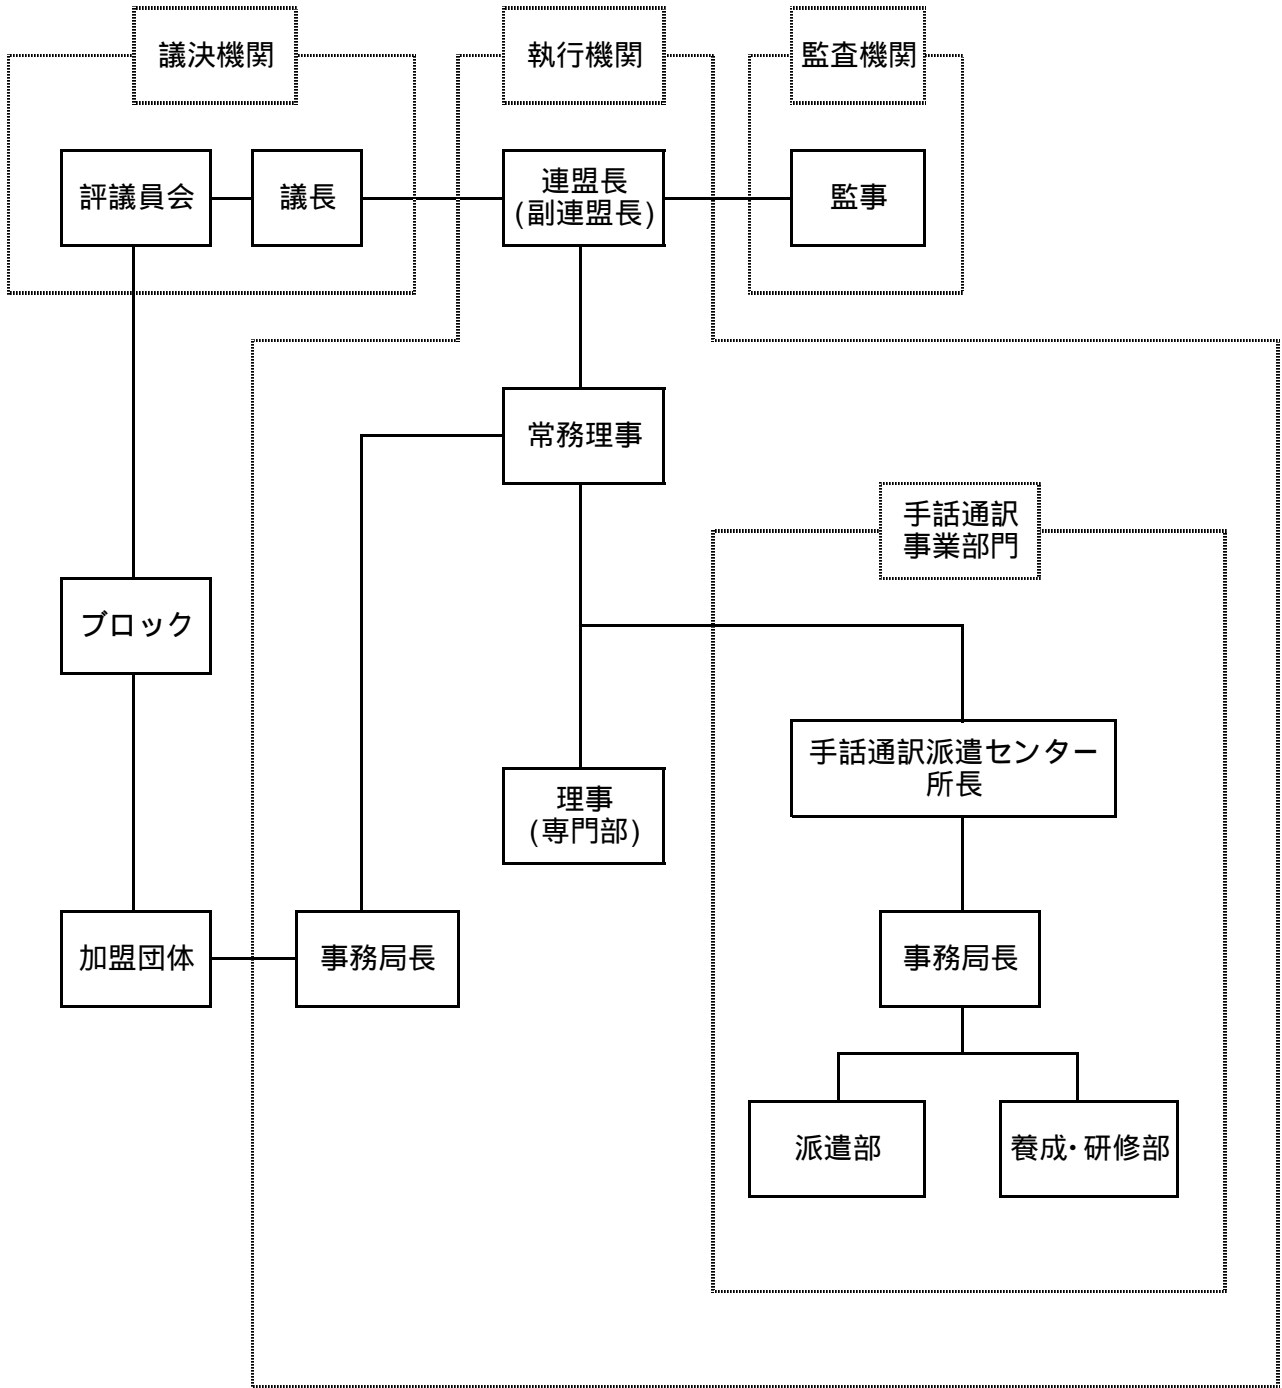 議決機関
執行機関
監査機関
評議員会
議長
連盟長
(副連盟長)
監事
常務理事
手話通訳
事業部門
ブロック
手話通訳派遣センター
所長
理事
(専門部)
加盟団体
事務局長
事務局長
派遣部
養成・研修部